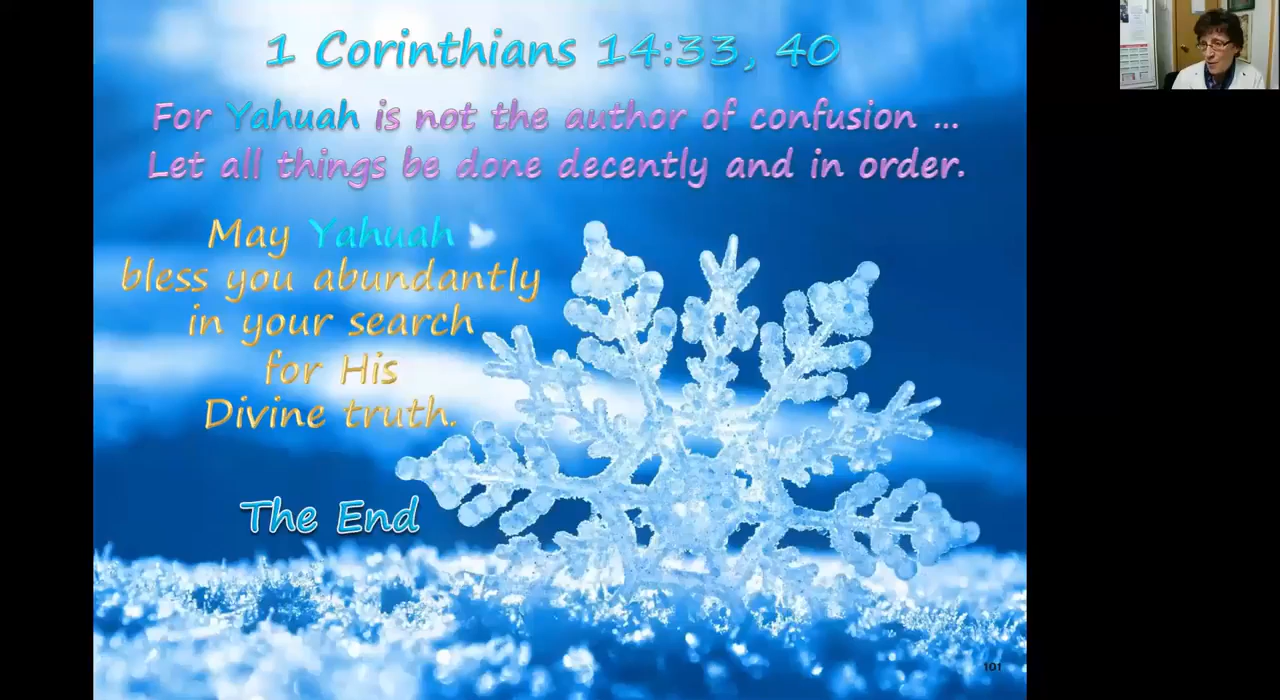 1 Corinthians 14:33, 40
For Yahuah is not the author of confusion ...
Let all things be done decently and in order.
May Yahuah
bless you abundantly
in your search
for His
Divine truth.
The End
101